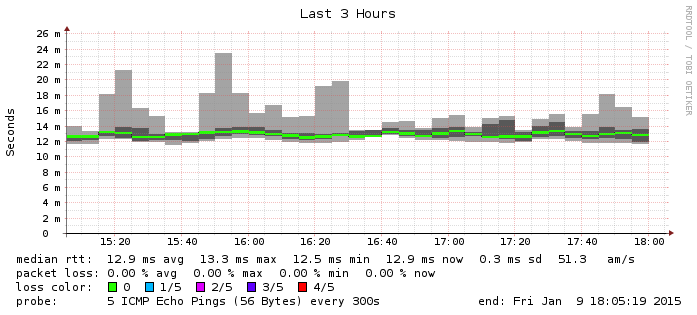 Last 3 Hours
RRDTOOL / TOBI OETIKER
Seconds
26 m
24 m
22 m
20 m
18 m
16 m
14 m
12 m
10 m
8 m
6 m
4 m
2 m
0
15:20 15:40 16:00 16:20 16:40 17:00 17:20 17:40 18:00
median rtt: 12.9 ms avg 13.3 ms max 12.5 ms min 12.9 ms now 0.3 ms sd 51.3 am/s
packet loss: 0.00 % avg 0.00 % max 0.00 % min 0.00 % now
loss color: 0 1/5 2/5 3/5 4/5
probe: 5 ICMP Echo Pings (56 Bytes) every 300s end: Fri Jan 9 18:05:19 2015